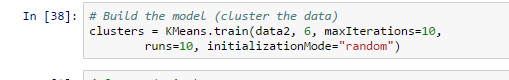 In [38]: # Build the model (cluster the data)
clusters = KMeans.train(data2, 6, maxIterations=10,
        runs=10, initializationMode="random")